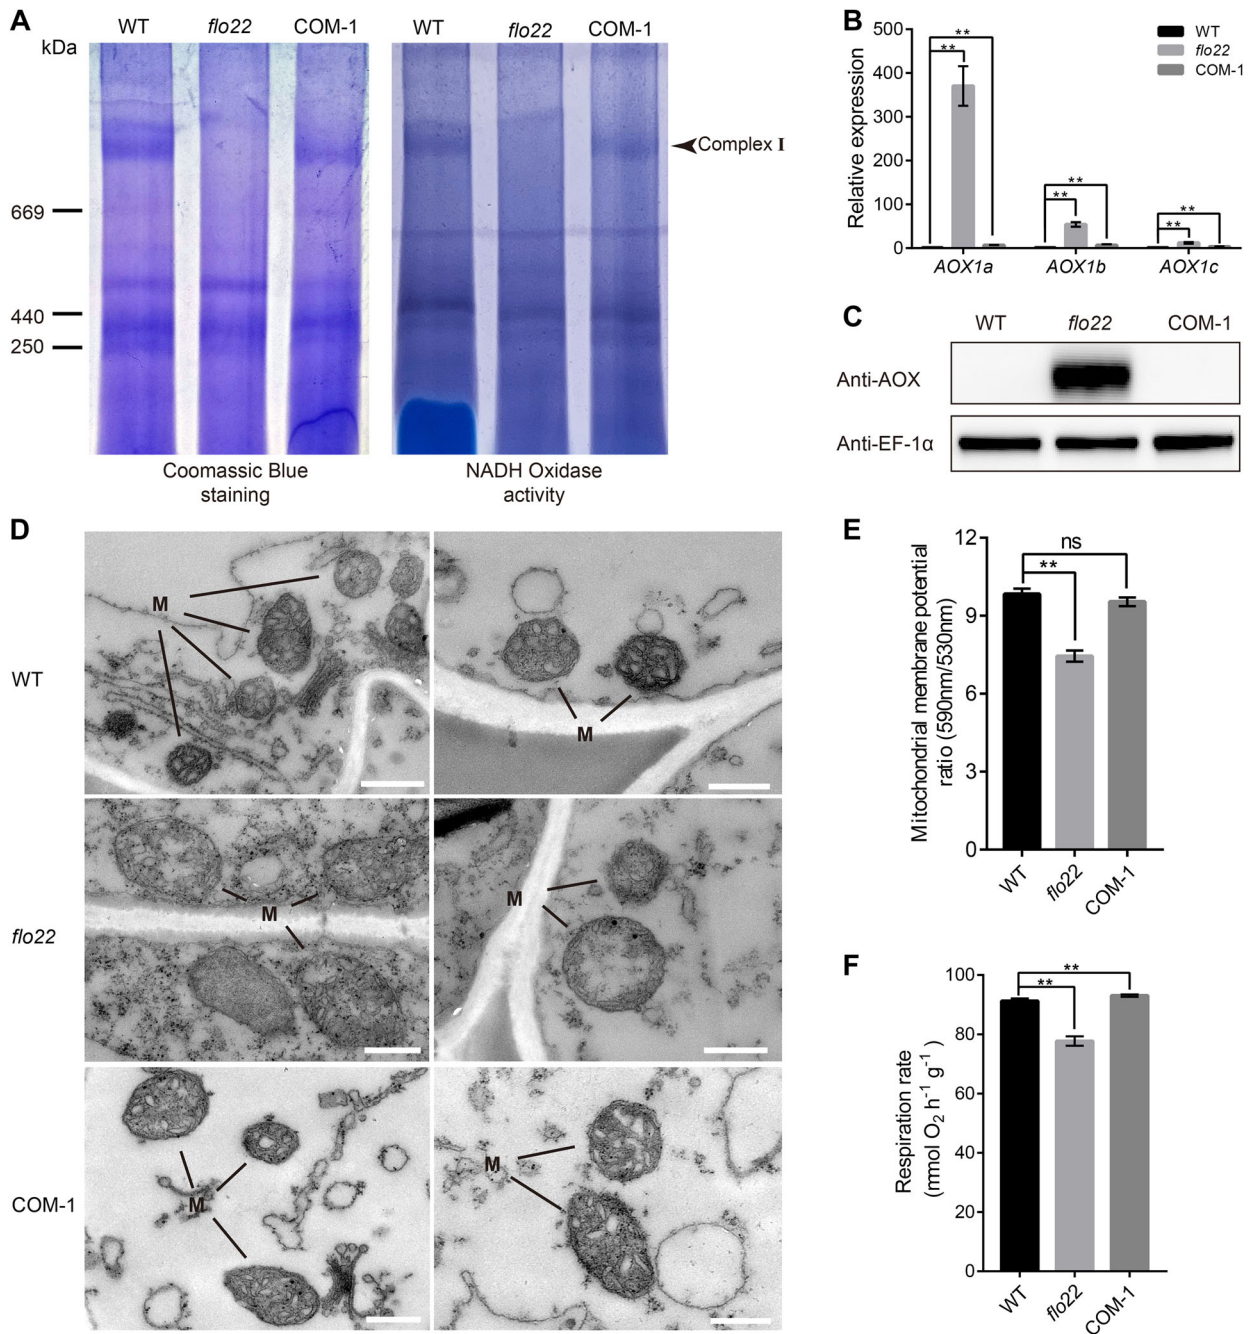 A
WT flo22 COM-1 WT flo22 COM-1
kDa
Complex I
669
440
250
Coomassic Blue
staining
NADH Oxidase
activity
B
WT
flo22
COM-1
Relative expression
500
400
300
200
100
0
** ** ** ** ** **
AOX1a AOX1b AOX1c
C
WT flo22 COM-1
Anti-AOX
Anti-EF-1α
D
WT
M
M
flo22
M
M
COM-1
M
M
E
Mitochondrial membrane potential
ratio (590nm/530nm)
12
9
6
3
0
ns
**
WT flo22 COM-1
F
Respiration rate
(nmol O₂ h⁻¹ g⁻¹)
100
80
60
40
20
0
**
**
WT flo22 COM-1